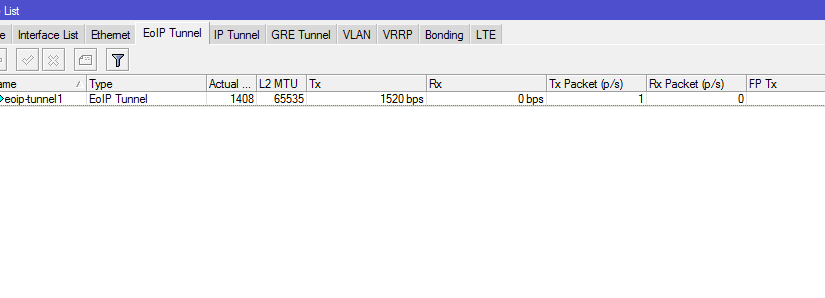 List
Interface List Ethernet EoIP Tunnel IP Tunnel GRE Tunnel VLAN VRRP Bonding LTE
ame Type Actual ... L2 MTU Tx Rx Tx Packet (p/s) Rx Packet (p/s) FP Tx
eoip-tunnel1 EoIP Tunnel 1408 65535 1520 bps 0 bps 1 0